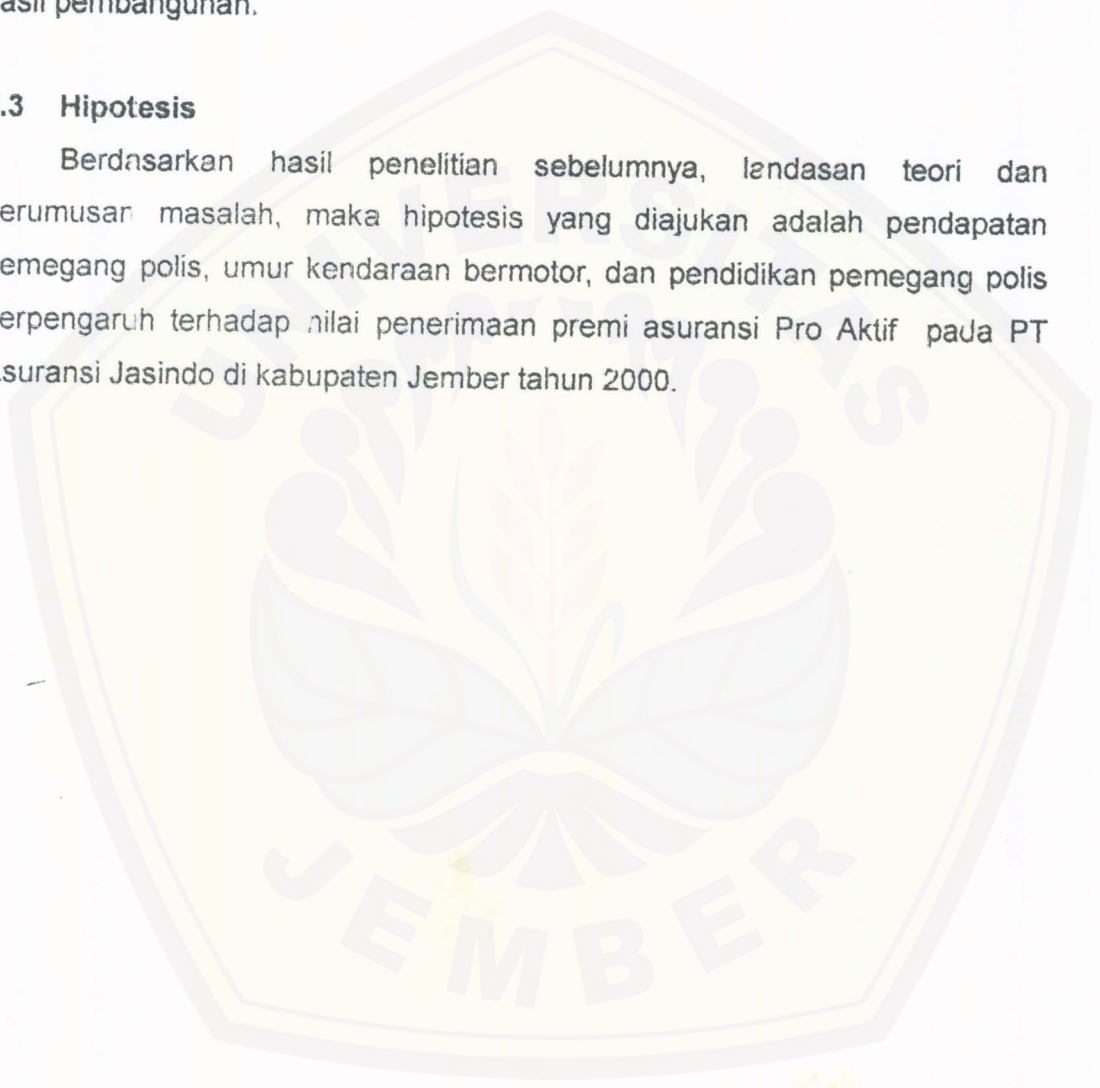 asil pembangunan.
.3 Hipotesis
Berdasarkan hasil penelitian sebelumnya, landasan teori dan
erumusan masalah, maka hipotesis yang diajukan adalah pendapatan
emegang polis, umur kendaraan bermotor, dan pendidikan pemegang polis
erpengaruh terhadap nilai penerimaan premi asuransi Pro Aktif pada PT
suransi Jasindo di kabupaten Jember tahun 2000.
UNIVERSITAS
JEMBER